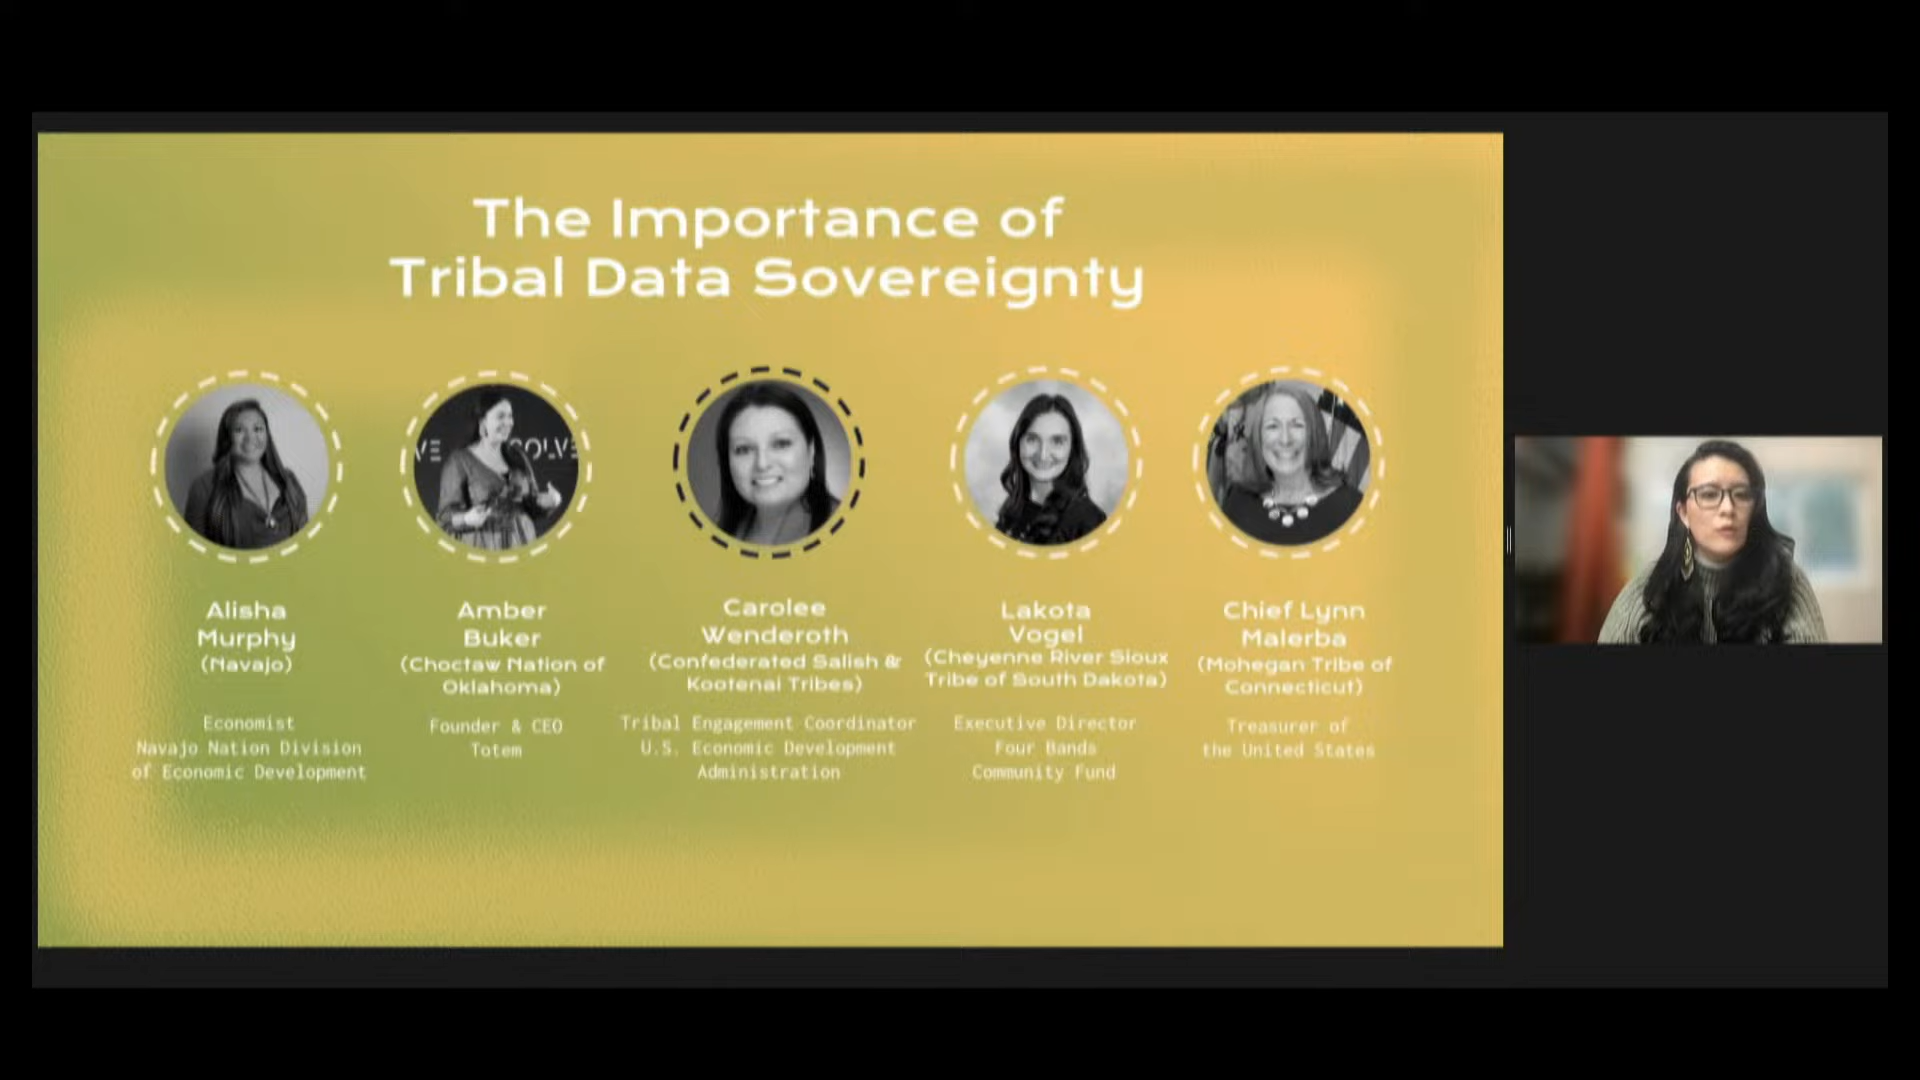 The Importance of
Tribal Data Sovereignty
VE SOLVE
Alisha
Murphy
(Navajo)
Economist
Navajo Nation Division
of Economic Development
Amber
Buker
(Choctaw Nation of
Oklahoma)
Founder & CEO
Totem
Carolee
Wenderoth
(Confederated Salish &
Kootenai Tribes)
Tribal Engagement Coordinator
U.S. Economic Development
Administration
Lakota
Vogel
(Cheyenne River Sioux
Tribe of South Dakota)
Executive Director
Four Bands
Community Fund
Chief Lynn
Malerba
(Mohegan Tribe of
Connecticut)
Treasurer of
the United States